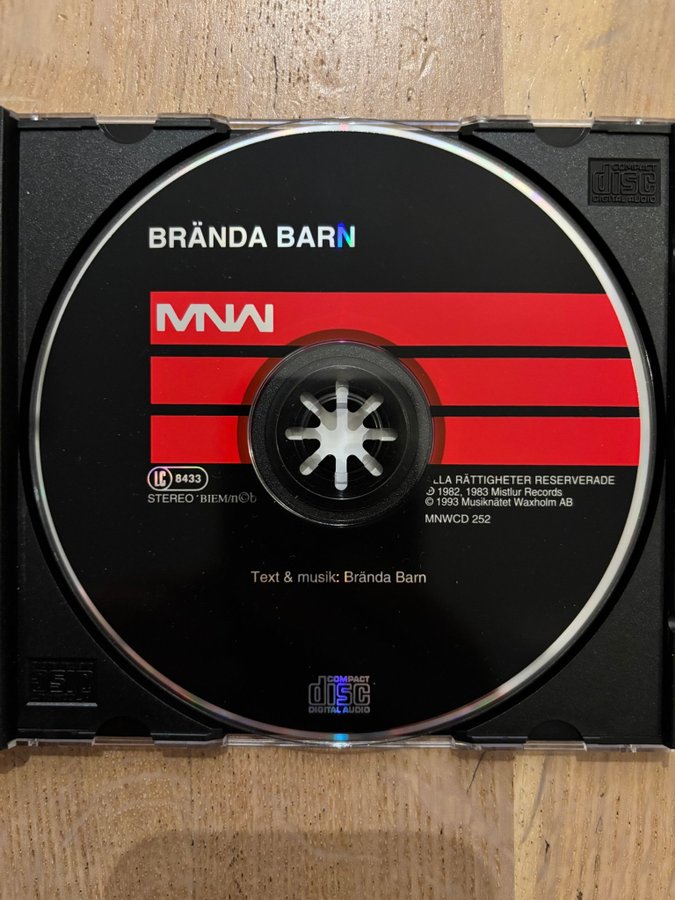 COMPACT
disc
DIGITAL AUDIO
BRÄNDA BARN
MNW
LC 8433
STEREO BIEM/n©b
LLA RÄTTIGHETER RESERVERADE
℗ 1982, 1983 Mistlur Records
© 1993 Musiknätet Waxholm AB
MNWCD 252
Text & musik: Brända Barn
COMPACT
disc
DIGITAL AUDIO